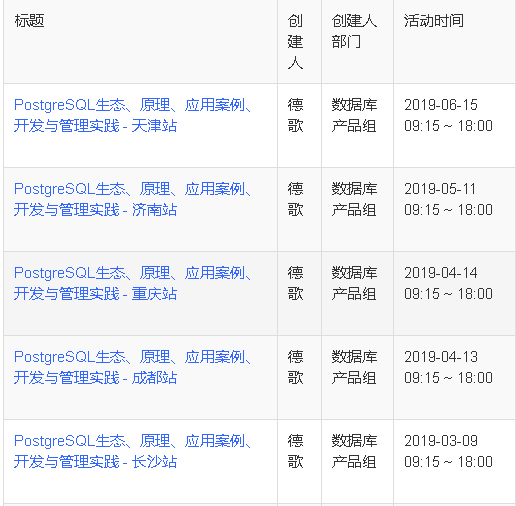 标题
创
建
人
创建人
部门
活动时间
PostgreSQL生态、原理、应用案例、
开发与管理实践 - 天津站
德
歌
数据库
产品组
2019-06-15
09:15 ~ 18:00
PostgreSQL生态、原理、应用案例、
开发与管理实践 - 济南站
德
歌
数据库
产品组
2019-05-11
09:15 ~ 18:00
PostgreSQL生态、原理、应用案例、
开发与管理实践 - 重庆站
德
歌
数据库
产品组
2019-04-14
09:15 ~ 18:00
PostgreSQL生态、原理、应用案例、
开发与管理实践 - 成都站
德
歌
数据库
产品组
2019-04-13
09:15 ~ 18:00
PostgreSQL生态、原理、应用案例、
开发与管理实践 - 长沙站
德
歌
数据库
产品组
2019-03-09
09:15 ~ 18:00